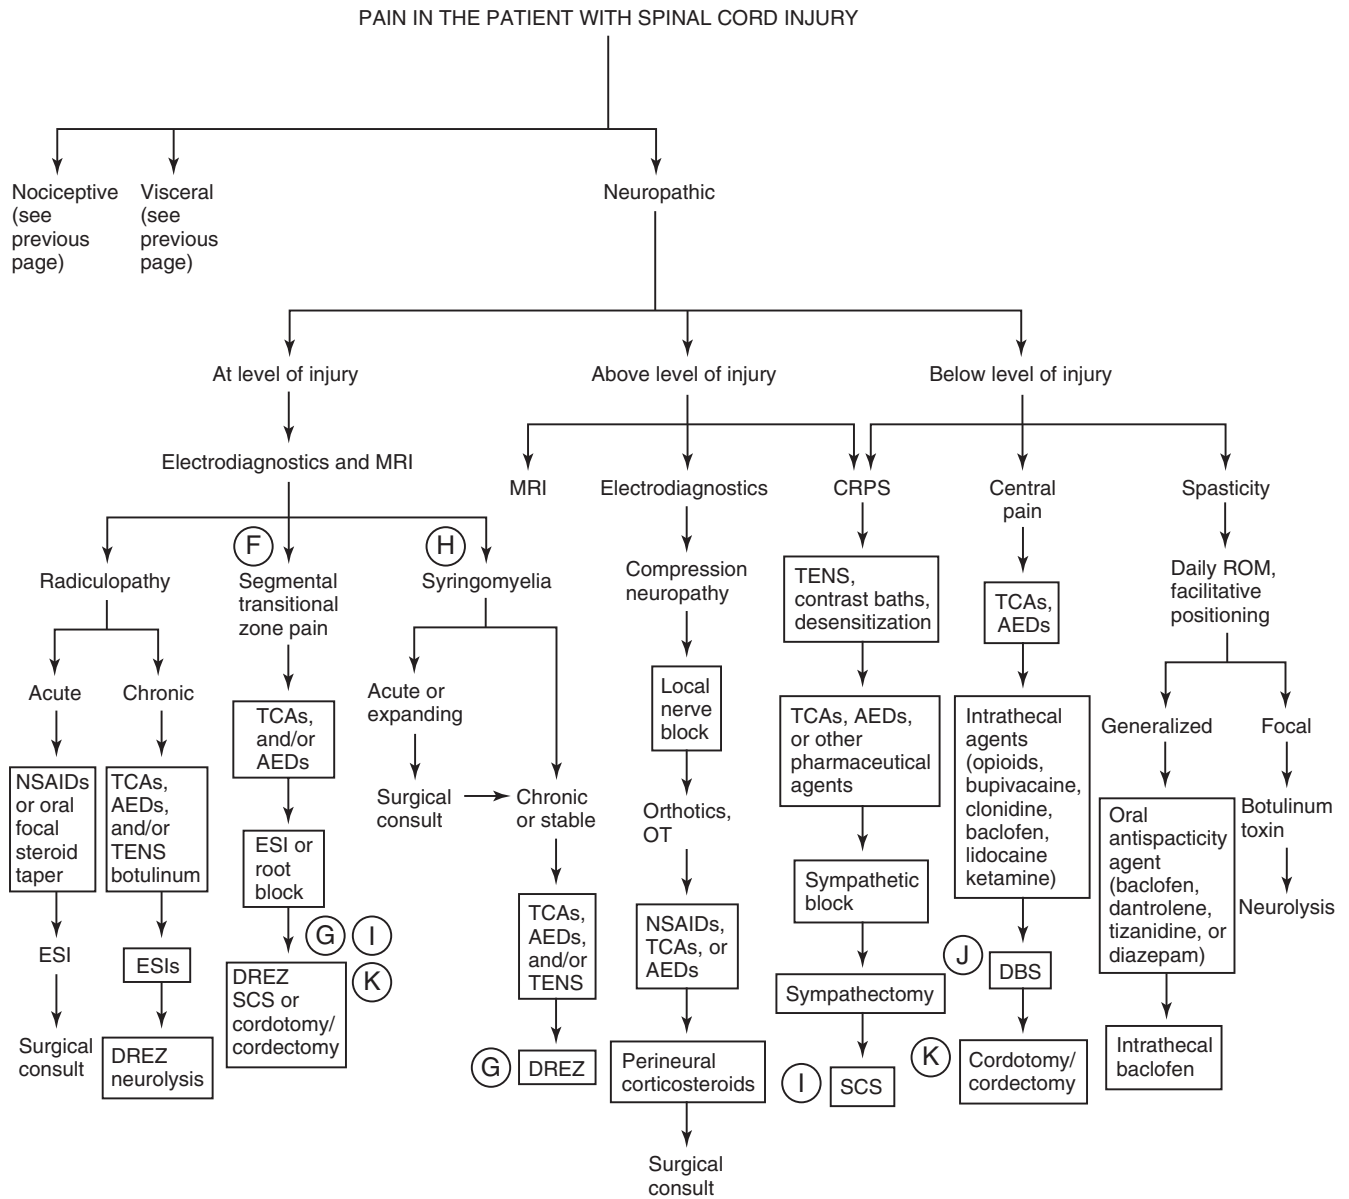 PAIN IN THE PATIENT WITH SPINAL CORD INJURY
Nociceptive
(see
previous
page)
Visceral
(see
previous
page)
Neuropathic
At level of injury
Above level of injury
Below level of injury
Electrodiagnostics and MRI
MRI
Electrodiagnostics
CRPS
Central
pain
Spasticity
F
H
Radiculopathy
Segmental
transitional
zone pain
Syringomyelia
Compression
neuropathy
TENS,
contrast baths,
desensitization
TCAs,
AEDs
Daily ROM,
facilitative
positioning
Acute
Chronic
Acute or
expanding
TCAs,
and/or
AEDs
Local
nerve
block
TCAs, AEDs,
or other
pharmaceutical
agents
Intrathecal
agents
(opioids,
bupivacaine,
clonidine,
baclofen,
lidocaine
ketamine)
Generalized
Focal
NSAIDs
or oral
focal
steroid
taper
TCAs,
AEDs,
and/or
TENS
botulinum
Surgical
consult
Chronic
or stable
Orthotics,
OT
Oral
antispacticity
agent
(baclofen,
dantrolene,
tizanidine, or
diazepam)
Botulinum
toxin
ESI or
root
block
Sympathetic
block
TCAs,
AEDs,
and/or
TENS
NSAIDs,
TCAs, or
AEDs
Neurolysis
G
I
K
ESI
ESIs
DREZ
SCS or
cordotomy/
cordectomy
J
DBS
Sympathectomy
Surgical
consult
DREZ
neurolysis
G
DREZ
Perineural
corticosteroids
I
SCS
K
Cordotomy/
cordectomy
Intrathecal
baclofen
Surgical
consult